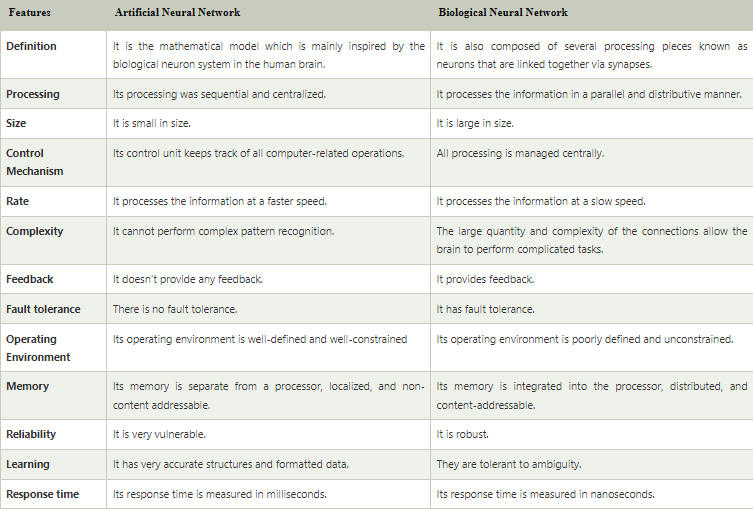 Features Artificial Neural Network Biological Neural Network
Definition It is the mathematical model which is mainly inspired by the It is also composed of several processing pieces known as
biological neuron system in the human brain. neurons that are linked together via synapses.
Processing Its processing was sequential and centralized. It processes the information in a parallel and distributive manner.
Size It is small in size. It is large in size.
Control Its control unit keeps track of all computer-related operations. All processing is managed centrally.
Mechanism
Rate It processes the information at a faster speed. It processes the information at a slow speed.
Complexity It cannot perform complex pattern recognition. The large quantity and complexity of the connections allow the
brain to perform complicated tasks.
Feedback It doesn't provide any feedback. It provides feedback.
Fault tolerance There is no fault tolerance. It has fault tolerance.
Operating Its operating environment is well-defined and well-constrained Its operating environment is poorly defined and unconstrained.
Environment
Memory Its memory is separate from a processor, localized, and non- Its memory is integrated into the processor, distributed, and
content addressable. content-addressable.
Reliability It is very vulnerable. It is robust.
Learning It has very accurate structures and formatted data. They are tolerant to ambiguity.
Response time Its response time is measured in milliseconds. Its response time is measured in nanoseconds.